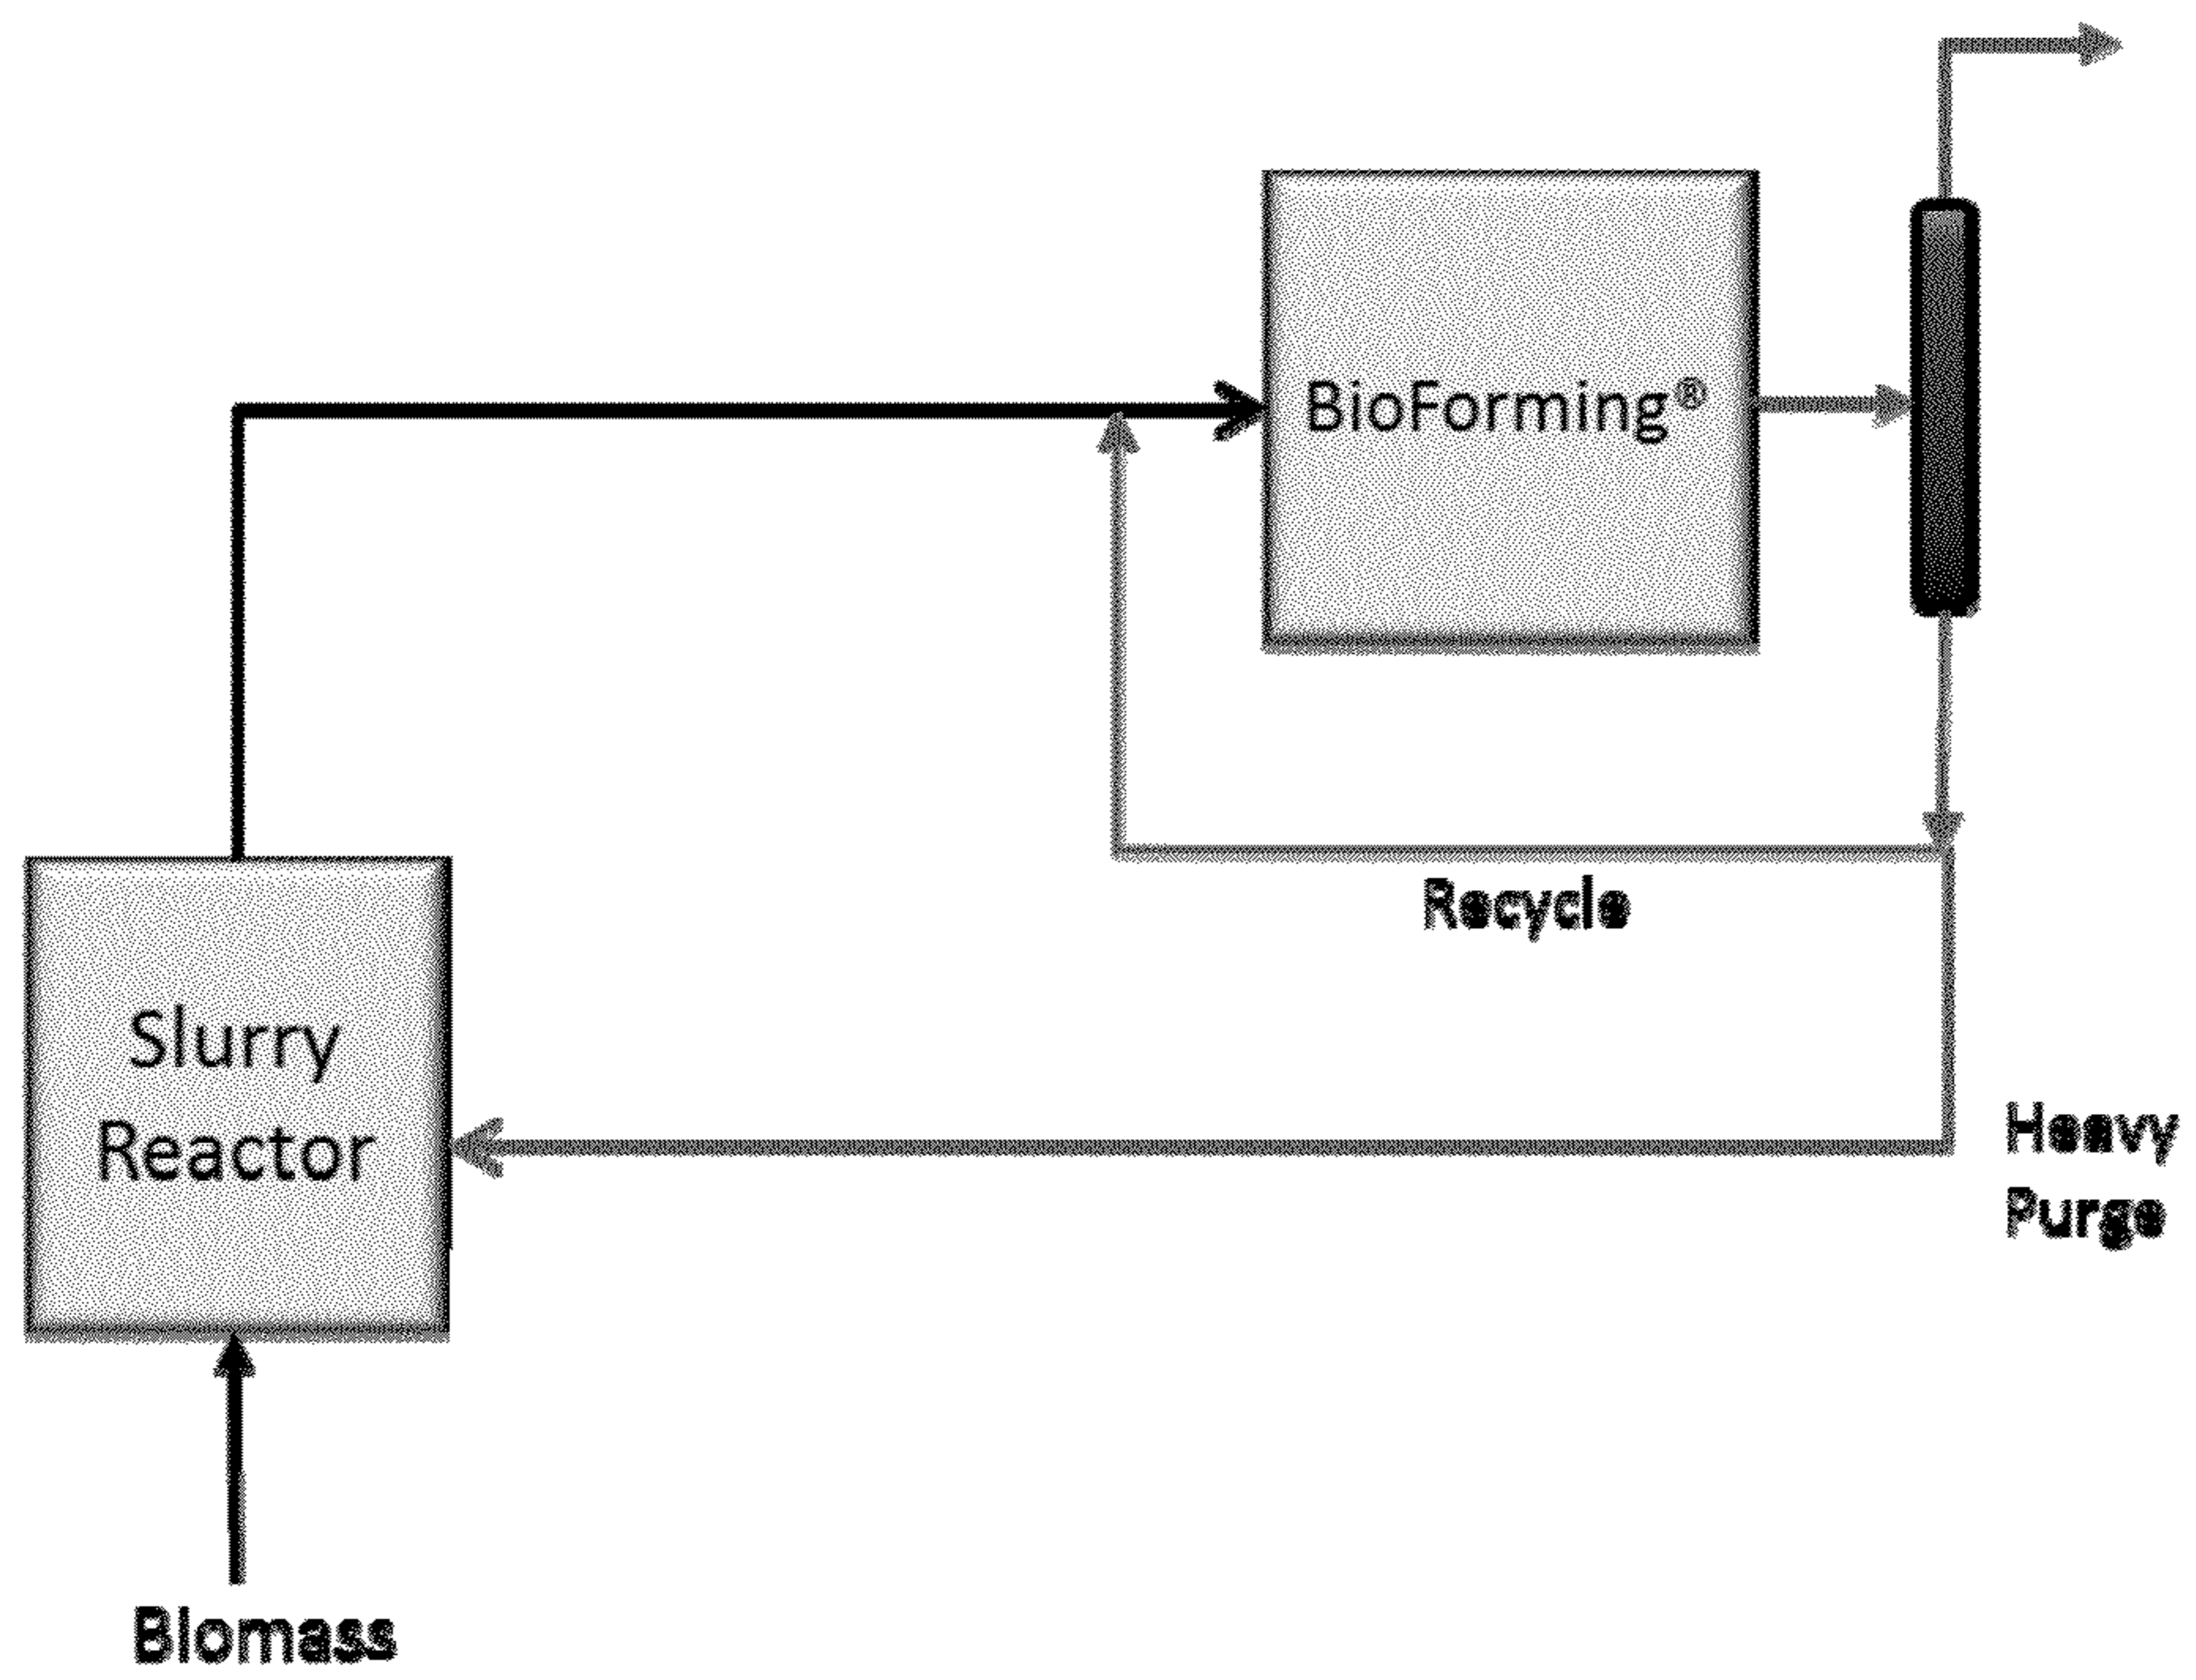 BioForming®
Recycle
Slurry
Reactor
Heavy
Purge
Biomass